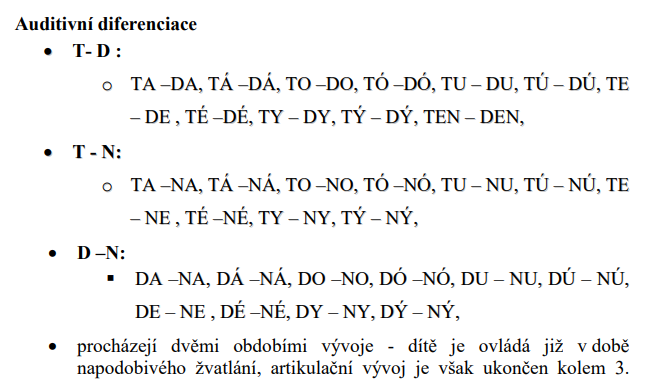 Auditivní diferenciace
• T- D :
o TA –DA, TÁ –DÁ, TO –DO, TÓ –DÓ, TU – DU, TÚ – DÚ, TE
– DE , TÉ –DÉ, TY – DY, TÝ – DÝ, TEN – DEN,
• T - N:
o TA –NA, TÁ –NÁ, TO –NO, TÓ –NÓ, TU – NU, TÚ – NÚ, TE
– NE , TÉ –NÉ, TY – NY, TÝ – NÝ,
• D –N:
▪ DA –NA, DÁ –NÁ, DO –NO, DÓ –NÓ, DU – NU, DÚ – NÚ,
DE – NE , DÉ –NÉ, DY – NY, DÝ – NÝ,
• procházejí dvěmi obdobími vývoje - dítě je ovládá již v době
napodobivého žvatlání, artikulační vývoj je však ukončen kolem 3.